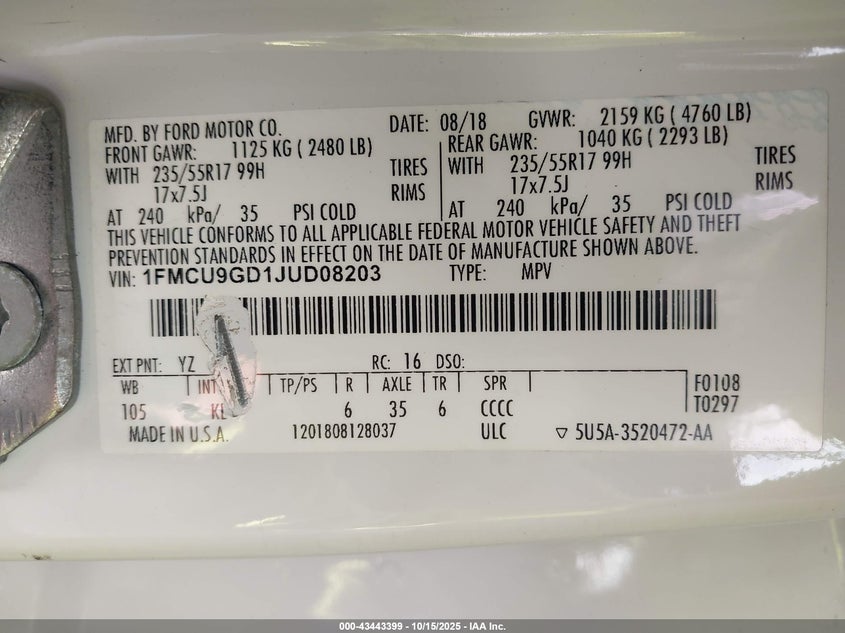 MFD. BY FORD MOTOR CO. DATE: 08/18 GVWR: 2159 KG ( 4760 LB)
FRONT GAWR: 1125 KG ( 2480 LB) REAR GAWR: 1040 KG ( 2293 LB)
WITH 235/55R17 99H TIRES WITH 235/55R17 99H TIRES
17x7.5J RIMS 17x7.5J RIMS
AT 240 kPa/ 35 PSI COLD AT 240 kPa/ 35 PSI COLD
THIS VEHICLE CONFORMS TO ALL APPLICABLE FEDERAL MOTOR VEHICLE SAFETY AND THEFT
PREVENTION STANDARDS IN EFFECT ON THE DATE OF MANUFACTURE SHOWN ABOVE.
VIN: 1FMCU9GD1JUD08203 TYPE: MPV
EXT PNT: YZ RC: 16 DSO:
WB INT TP/PS R AXLE TR SPR F0108
105 6 35 6 CCCC T0297
MADE IN U.S.A. 1201808128037 ULC ▽ 5U5A-3520472-AA
000-43443399 - 10/15/2025 - IAA Inc.